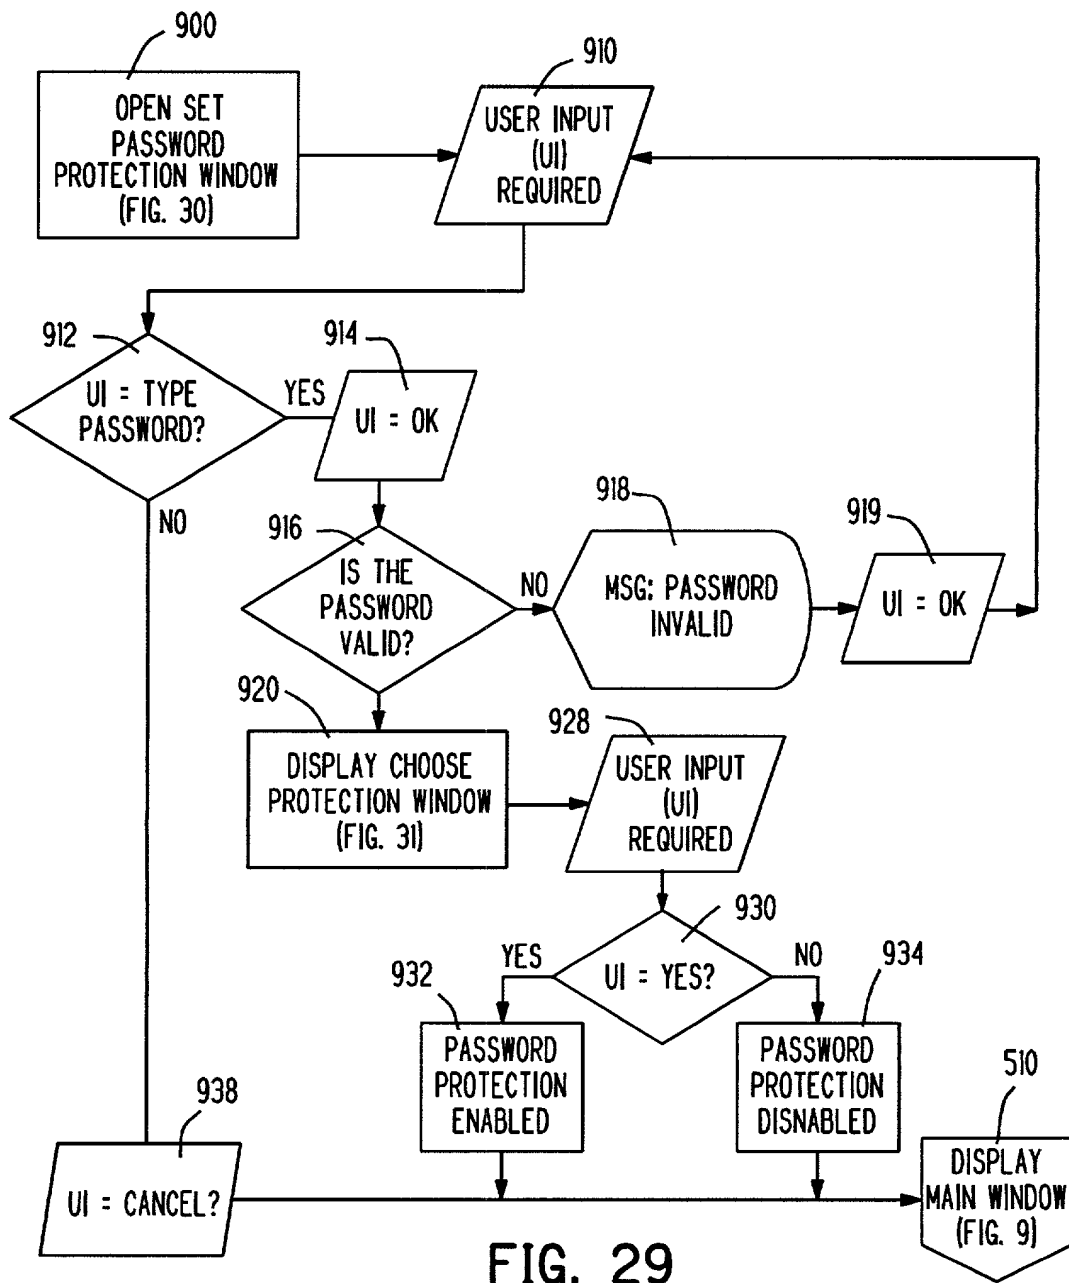 900
OPEN SET
PASSWORD
PROTECTION WINDOW
(FIG. 30)
910
USER INPUT
(UI)
REQUIRED
912
UI = TYPE
PASSWORD?
YES
NO
914
UI = OK
916
IS THE
PASSWORD
VALID?
NO
918
MSG: PASSWORD
INVALID
919
UI = OK
920
DISPLAY CHOOSE
PROTECTION WINDOW
(FIG. 31)
928
USER INPUT
(UI)
REQUIRED
930
UI = YES?
YES
NO
932
PASSWORD
PROTECTION
ENABLED
934
PASSWORD
PROTECTION
DISNABLED
938
UI = CANCEL?
510
DISPLAY
MAIN WINDOW
(FIG. 9)
FIG. 29